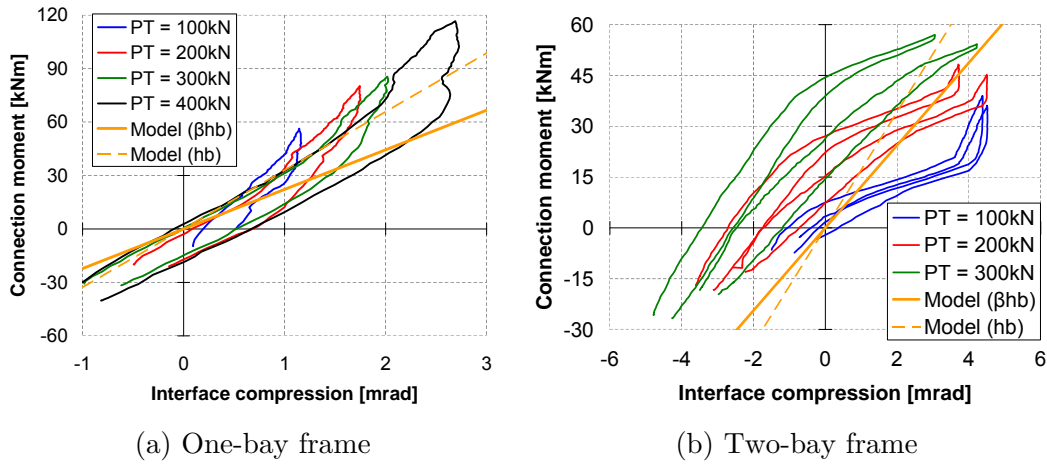 120
90
60
30
0
-30
-60
Connection moment [kNm]
PT = 100kN
PT = 200kN
PT = 300kN
PT = 400kN
Model (βhb)
Model (hb)
-1 0 1 2 3
Interface compression [mrad]
(a) One-bay frame
60
45
30
15
0
-15
-30
Connection moment [kNm]
PT = 100kN
PT = 200kN
PT = 300kN
Model (βhb)
Model (hb)
-6 -4 -2 0 2 4 6
Interface compression [mrad]
(b) Two-bay frame